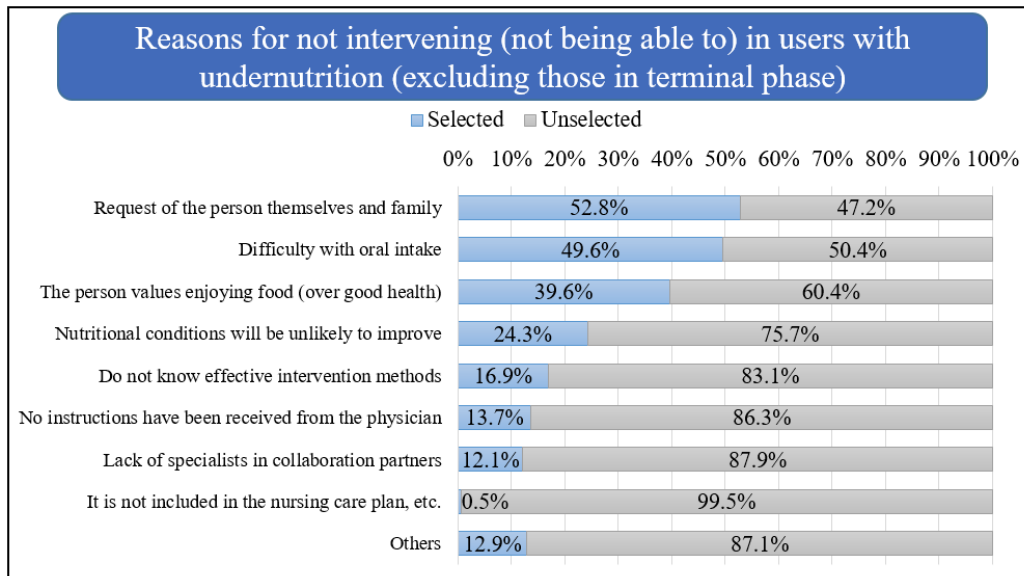 Reasons for not intervening (not being able to) in users with
undernutrition (excluding those in terminal phase)
Selected Unselected
0% 10% 20% 30% 40% 50% 60% 70% 80% 90% 100%
Request of the person themselves and family 52.8% 47.2%
Difficulty with oral intake 49.6% 50.4%
The person values enjoying food (over good health) 39.6% 60.4%
Nutritional conditions will be unlikely to improve 24.3% 75.7%
Do not know effective intervention methods 16.9% 83.1%
No instructions have been received from the physician 13.7% 86.3%
Lack of specialists in collaboration partners 12.1% 87.9%
It is not included in the nursing care plan, etc. 0.5% 99.5%
Others 12.9% 87.1%